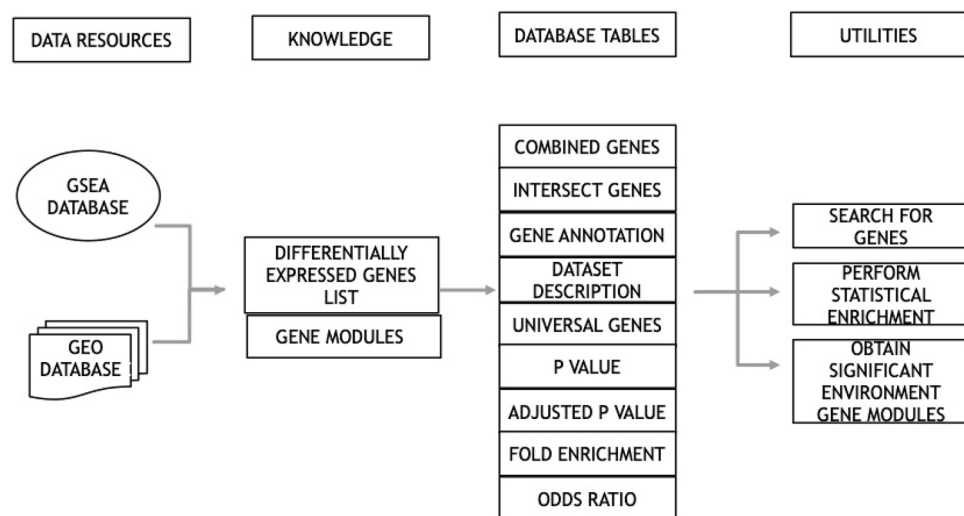 DATA RESOURCES
KNOWLEDGE
DATABASE TABLES
UTILITIES
GSEA
DATABASE
GEO
DATABASE
DIFFERENTIALLY
EXPRESSED GENES
LIST
GENE MODULES
COMBINED GENES
INTERSECT GENES
GENE ANNOTATION
DATASET
DESCRIPTION
UNIVERSAL GENES
P VALUE
ADJUSTED P VALUE
FOLD ENRICHMENT
ODDS RATIO
SEARCH FOR
GENES
PERFORM
STATISTICAL
ENRICHMENT
OBTAIN
SIGNIFICANT
ENVIRONMENT
GENE MODULES